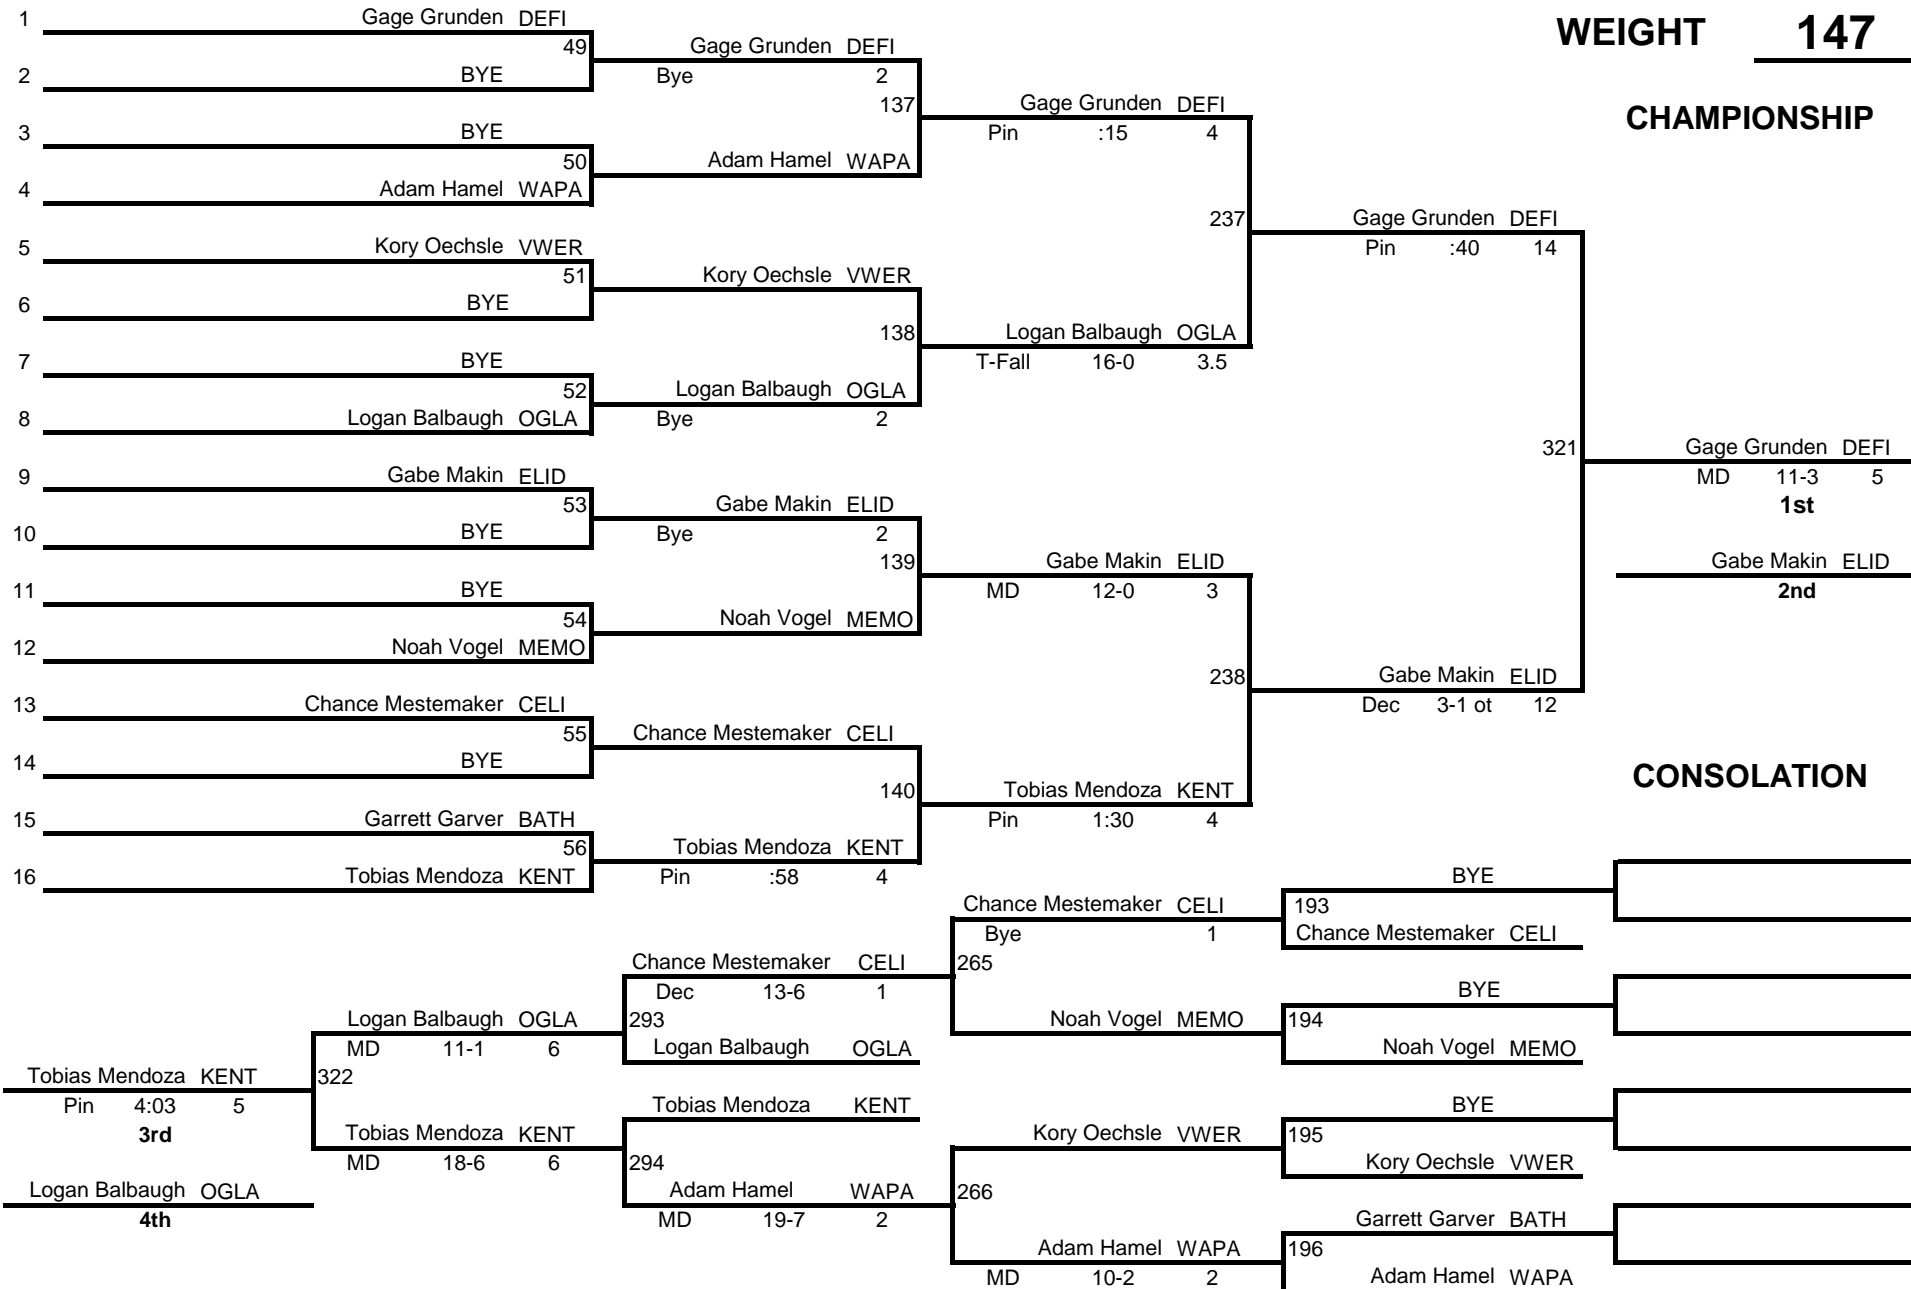 WEIGHT 147
CHAMPIONSHIP
1 Gage Grunden DEFI
49
2 BYE
3 BYE
50
4 Adam Hamel WAPA
5 Kory Oechsle VWER
51
6 BYE
7 BYE
52
8 Logan Balbaugh OGLA
9 Gabe Makin ELID
53
10 BYE
11 BYE
54
12 Noah Vogel MEMO
13 Chance Mestemaker CELI
55
14 BYE
15 Garrett Garver BATH
56
16 Tobias Mendoza KENT
Gage Grunden DEFI
Bye 2
137
Adam Hamel WAPA
Kory Oechsle VWER
138
Logan Balbaugh OGLA
Bye 2
Gabe Makin ELID
Bye 2
139
Noah Vogel MEMO
Chance Mestemaker CELI
140
Tobias Mendoza KENT
Pin :58 4
Gage Grunden DEFI
Pin :15 4
237
Logan Balbaugh OGLA
T-Fall 16-0 3.5
Gabe Makin ELID
MD 12-0 3
238
Tobias Mendoza KENT
Pin 1:30 4
Gage Grunden DEFI
Pin :40 14
321
Gabe Makin ELID
Dec 3-1 ot 12
Gage Grunden DEFI
MD 11-3 5
1st
Gabe Makin ELID
2nd
CONSOLATION
BYE
193
Chance Mestemaker CELI
BYE
194
Noah Vogel MEMO
BYE
195
Kory Oechsle VWER
Garrett Garver BATH
196
Adam Hamel WAPA
Chance Mestemaker CELI
Bye 1
265
Noah Vogel MEMO
Kory Oechsle VWER
266
Adam Hamel WAPA
MD 10-2 2
Chance Mestemaker CELI
Dec 13-6 1
293
Logan Balbaugh OGLA
Tobias Mendoza KENT
294
Adam Hamel WAPA
MD 19-7 2
Logan Balbaugh OGLA
MD 11-1 6
322
Tobias Mendoza KENT
MD 18-6 6
Tobias Mendoza KENT
Pin 4:03 5
3rd
Logan Balbaugh OGLA
4th